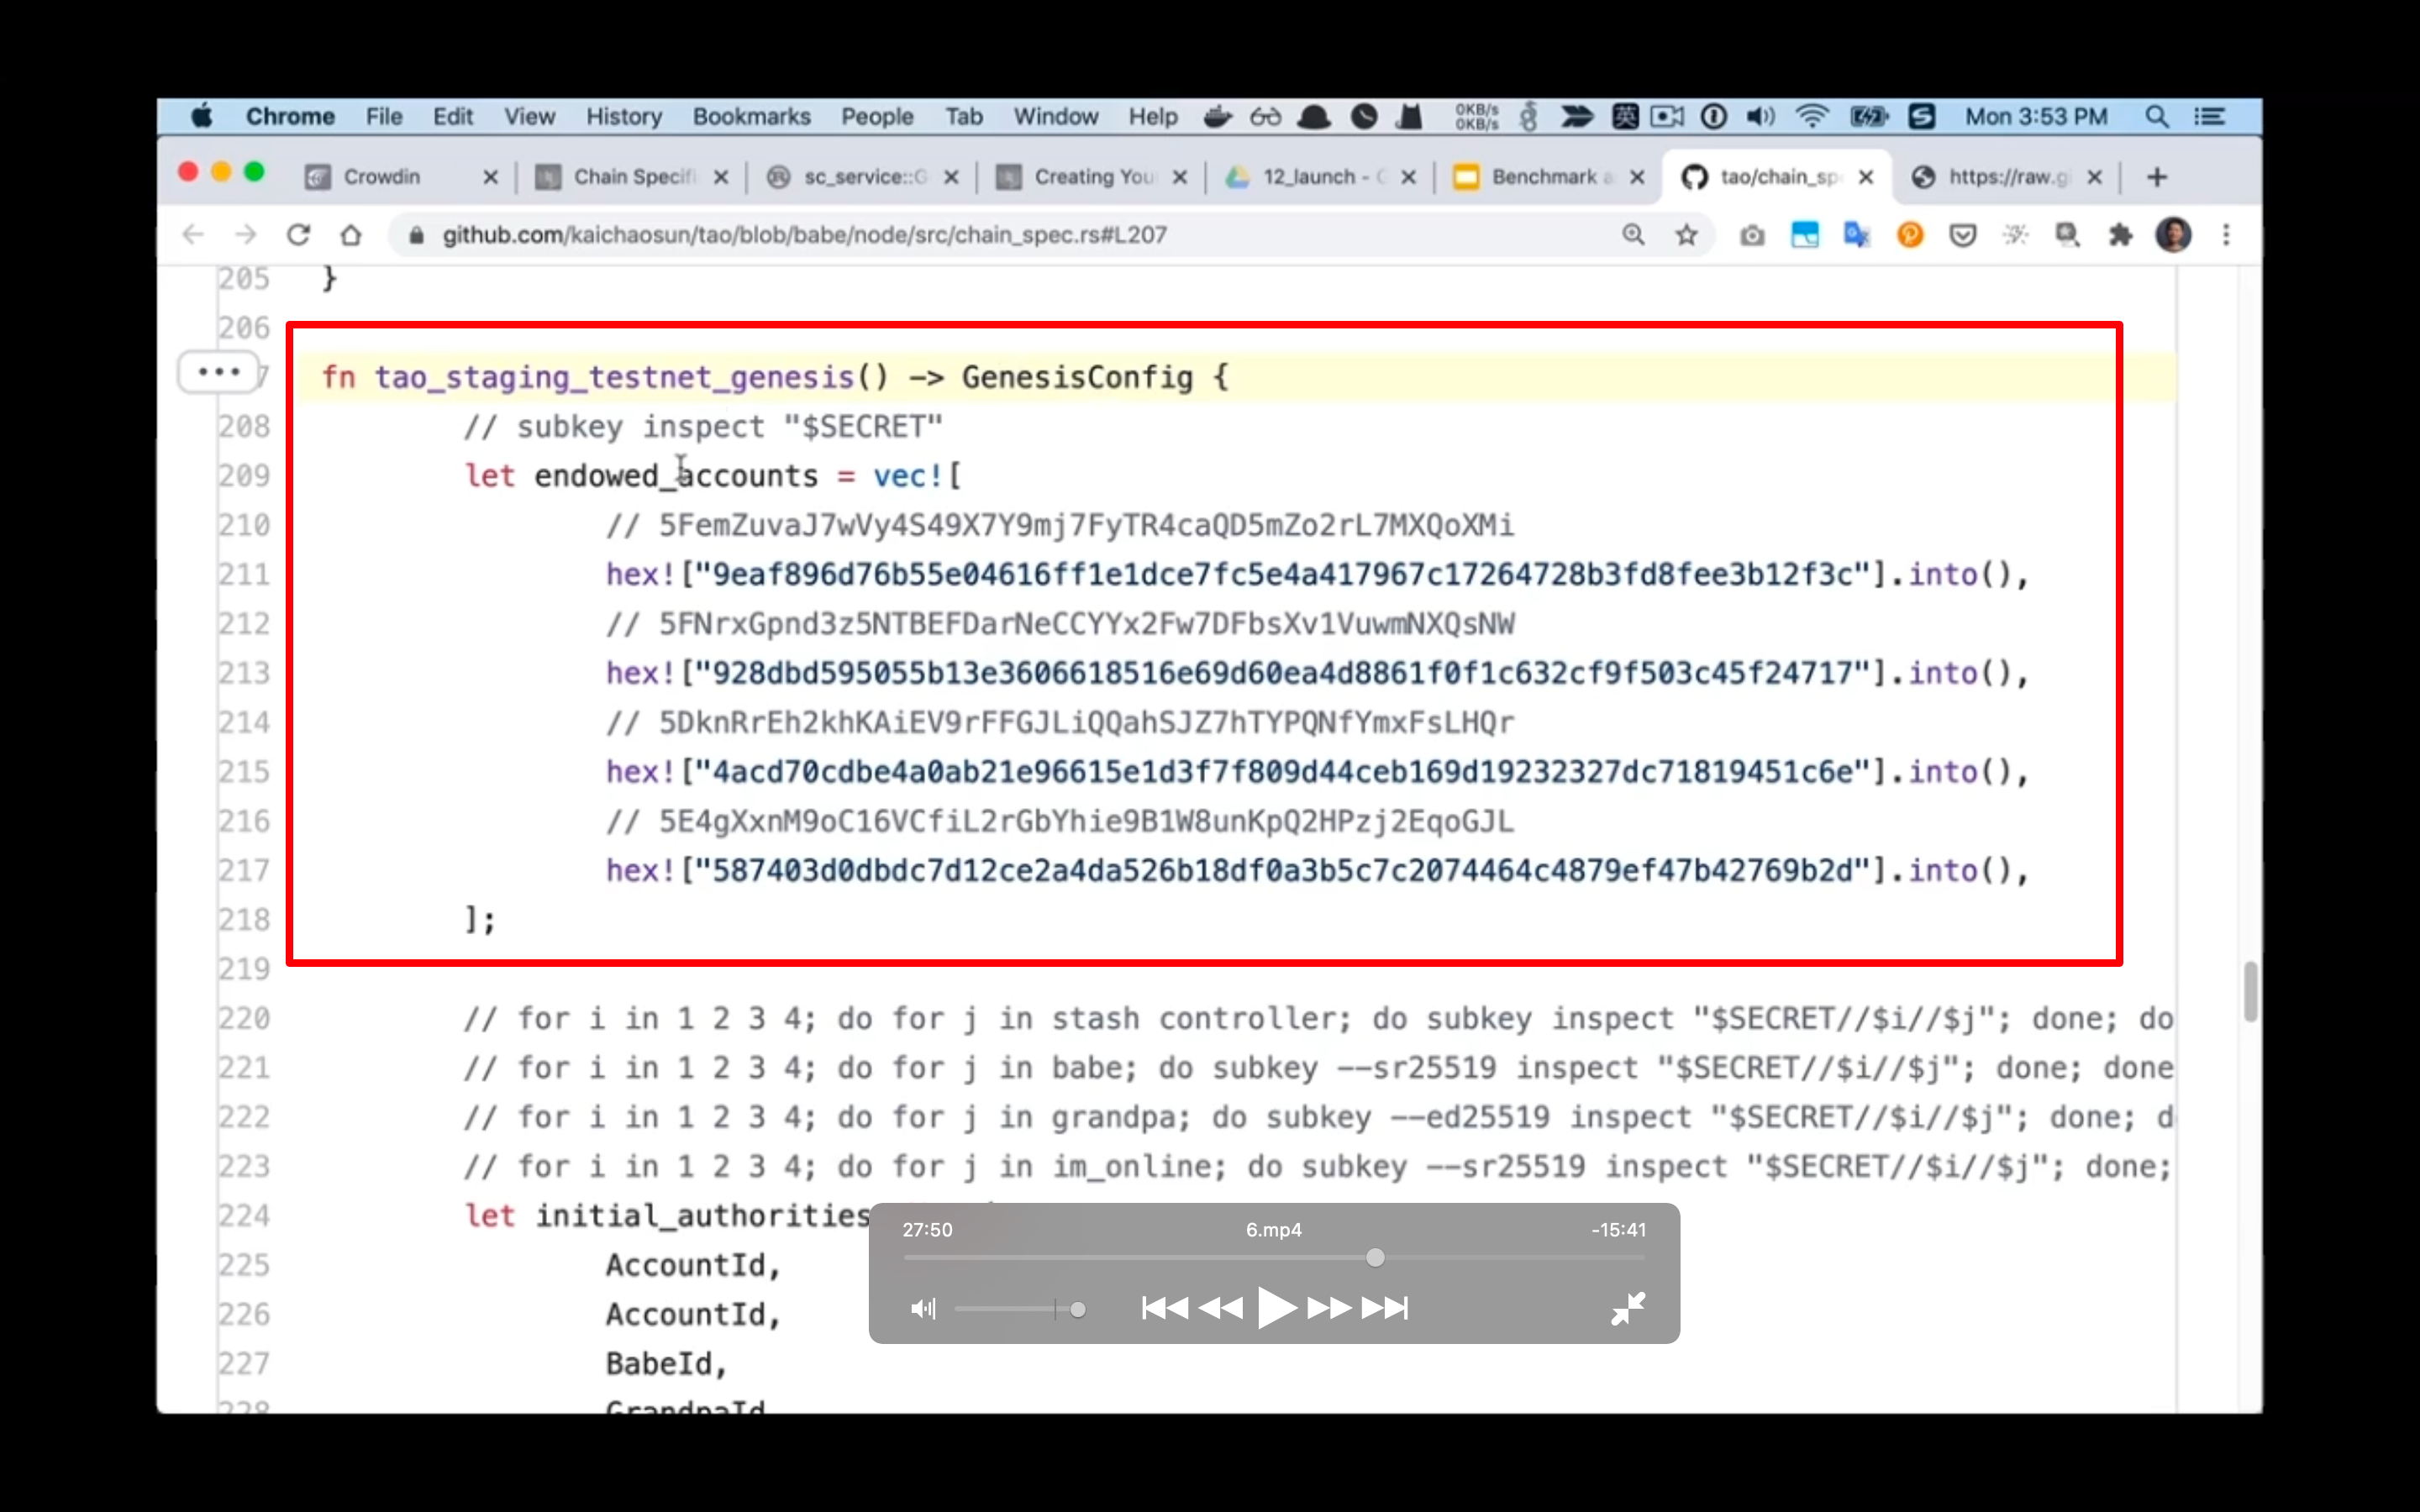 Chrome File Edit View History Bookmarks People Tab Window Help 0KB/s 0KB/s 英 Mon 3:53 PM
Crowdin Chain Specifi sc_service::G Creating You 12_launch - G Benchmark a tao/chain_sp https://raw.g
github.com/kaichaosun/tao/blob/babe/node/src/chain_spec.rs#L207
205 }
206
7 fn tao_staging_testnet_genesis() -> GenesisConfig {
208 // subkey inspect "$SECRET"
209 let endowed_accounts = vec![
210 // 5FemZuvaJ7wVy4S49X7Y9mj7FyTR4caQD5mZo2rL7MXQoXMi
211 hex!["9eaf896d76b55e04616ff1e1dce7fc5e4a417967c17264728b3fd8fee3b12f3c"].into(),
212 // 5FNrxGpnd3z5NTBEFDarNeCCYYx2Fw7DFbsXv1VuwmNXQsNW
213 hex!["928dbd595055b13e3606618516e69d60ea4d8861f0f1c632cf9f503c45f24717"].into(),
214 // 5DknRrEh2khKAiEV9rFFGJLiQQahSJZ7hTYPQNfYmxFsLHQr
215 hex!["4acd70cdbe4a0ab21e96615e1d3f7f809d44ceb169d19232327dc71819451c6e"].into(),
216 // 5E4gXxnM9oC16VCfiL2rGbYhie9B1W8unKpQ2HPzj2EqoGJL
217 hex!["587403d0dbdc7d12ce2a4da526b18df0a3b5c7c2074464c4879ef47b42769b2d"].into(),
218 ];
219
220 // for i in 1 2 3 4; do for j in stash controller; do subkey inspect "$SECRET//$i//$j"; done; do
221 // for i in 1 2 3 4; do for j in babe; do subkey --sr25519 inspect "$SECRET//$i//$j"; done; done
222 // for i in 1 2 3 4; do for j in grandpa; do subkey --ed25519 inspect "$SECRET//$i//$j"; done; d
223 // for i in 1 2 3 4; do for j in im_online; do subkey --sr25519 inspect "$SECRET//$i//$j"; done;
224 let initial_authorities
225 AccountId,
226 AccountId,
227 BabeId,
228 GrandpaId
27:50 6.mp4 -15:41